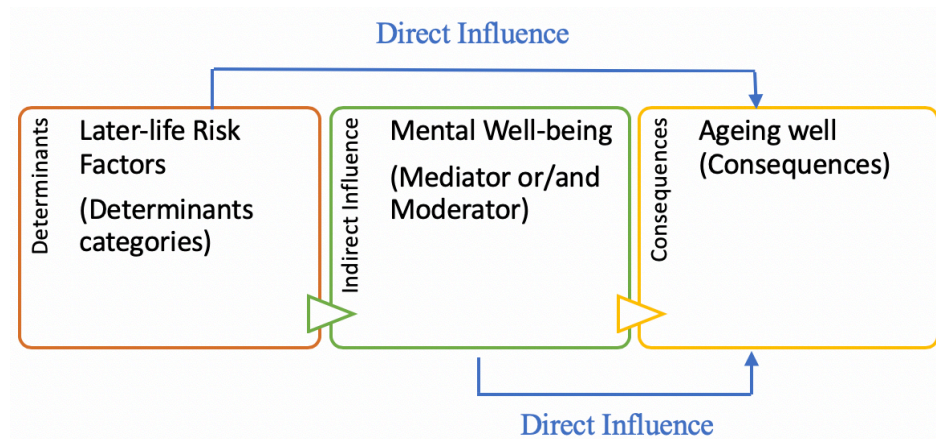 Direct Influence
Determinants
Later-life Risk
Factors
(Determinants
categories)
Indirect Influence
Mental Well-being
(Mediator or/and
Moderator)
Consequences
Ageing well
(Consequences)
Direct Influence